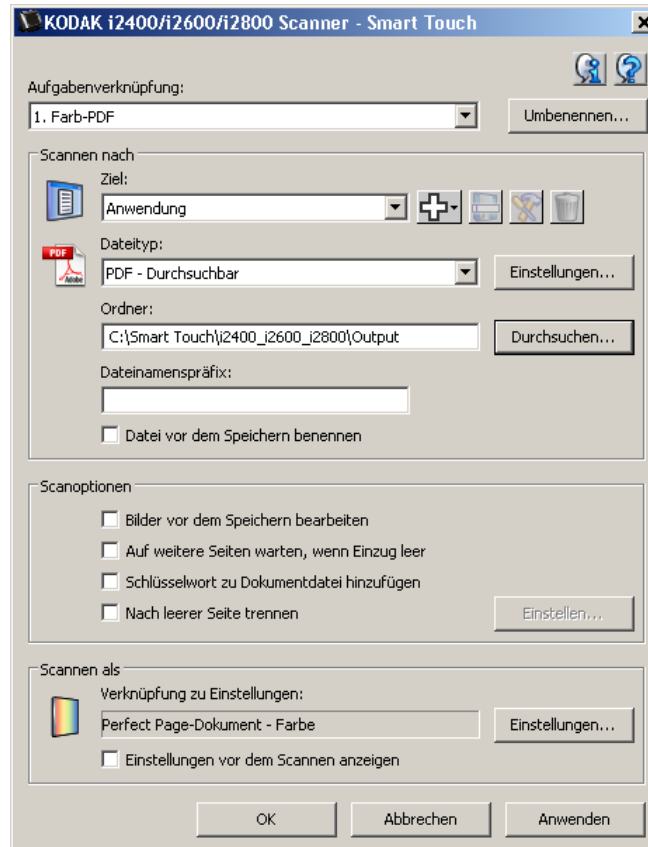 KODAK i2400/i2600/i2800 Scanner - Smart Touch
Aufgabenverknüpfung:
1. Farb-PDF
Umbenennen...
Scannen nach
Ziel:
Anwendung
Dateityp:
PDF
Adobe
PDF - Durchsuchbar
Einstellungen...
Ordner:
C:\Smart Touch\i2400_i2600_i2800\Output
Durchsuchen...
Dateinamenspräfix:
Datei vor dem Speichern benennen
Scanoptionen
Bilder vor dem Speichern bearbeiten
Auf weitere Seiten warten, wenn Einzug leer
Schlüsselwort zu Dokumentdatei hinzufügen
Nach leerer Seite trennen
Einstellen...
Scannen als
Verknüpfung zu Einstellungen:
Perfect Page-Dokument - Farbe
Einstellungen...
Einstellungen vor dem Scannen anzeigen
OK
Abbrechen
Anwenden